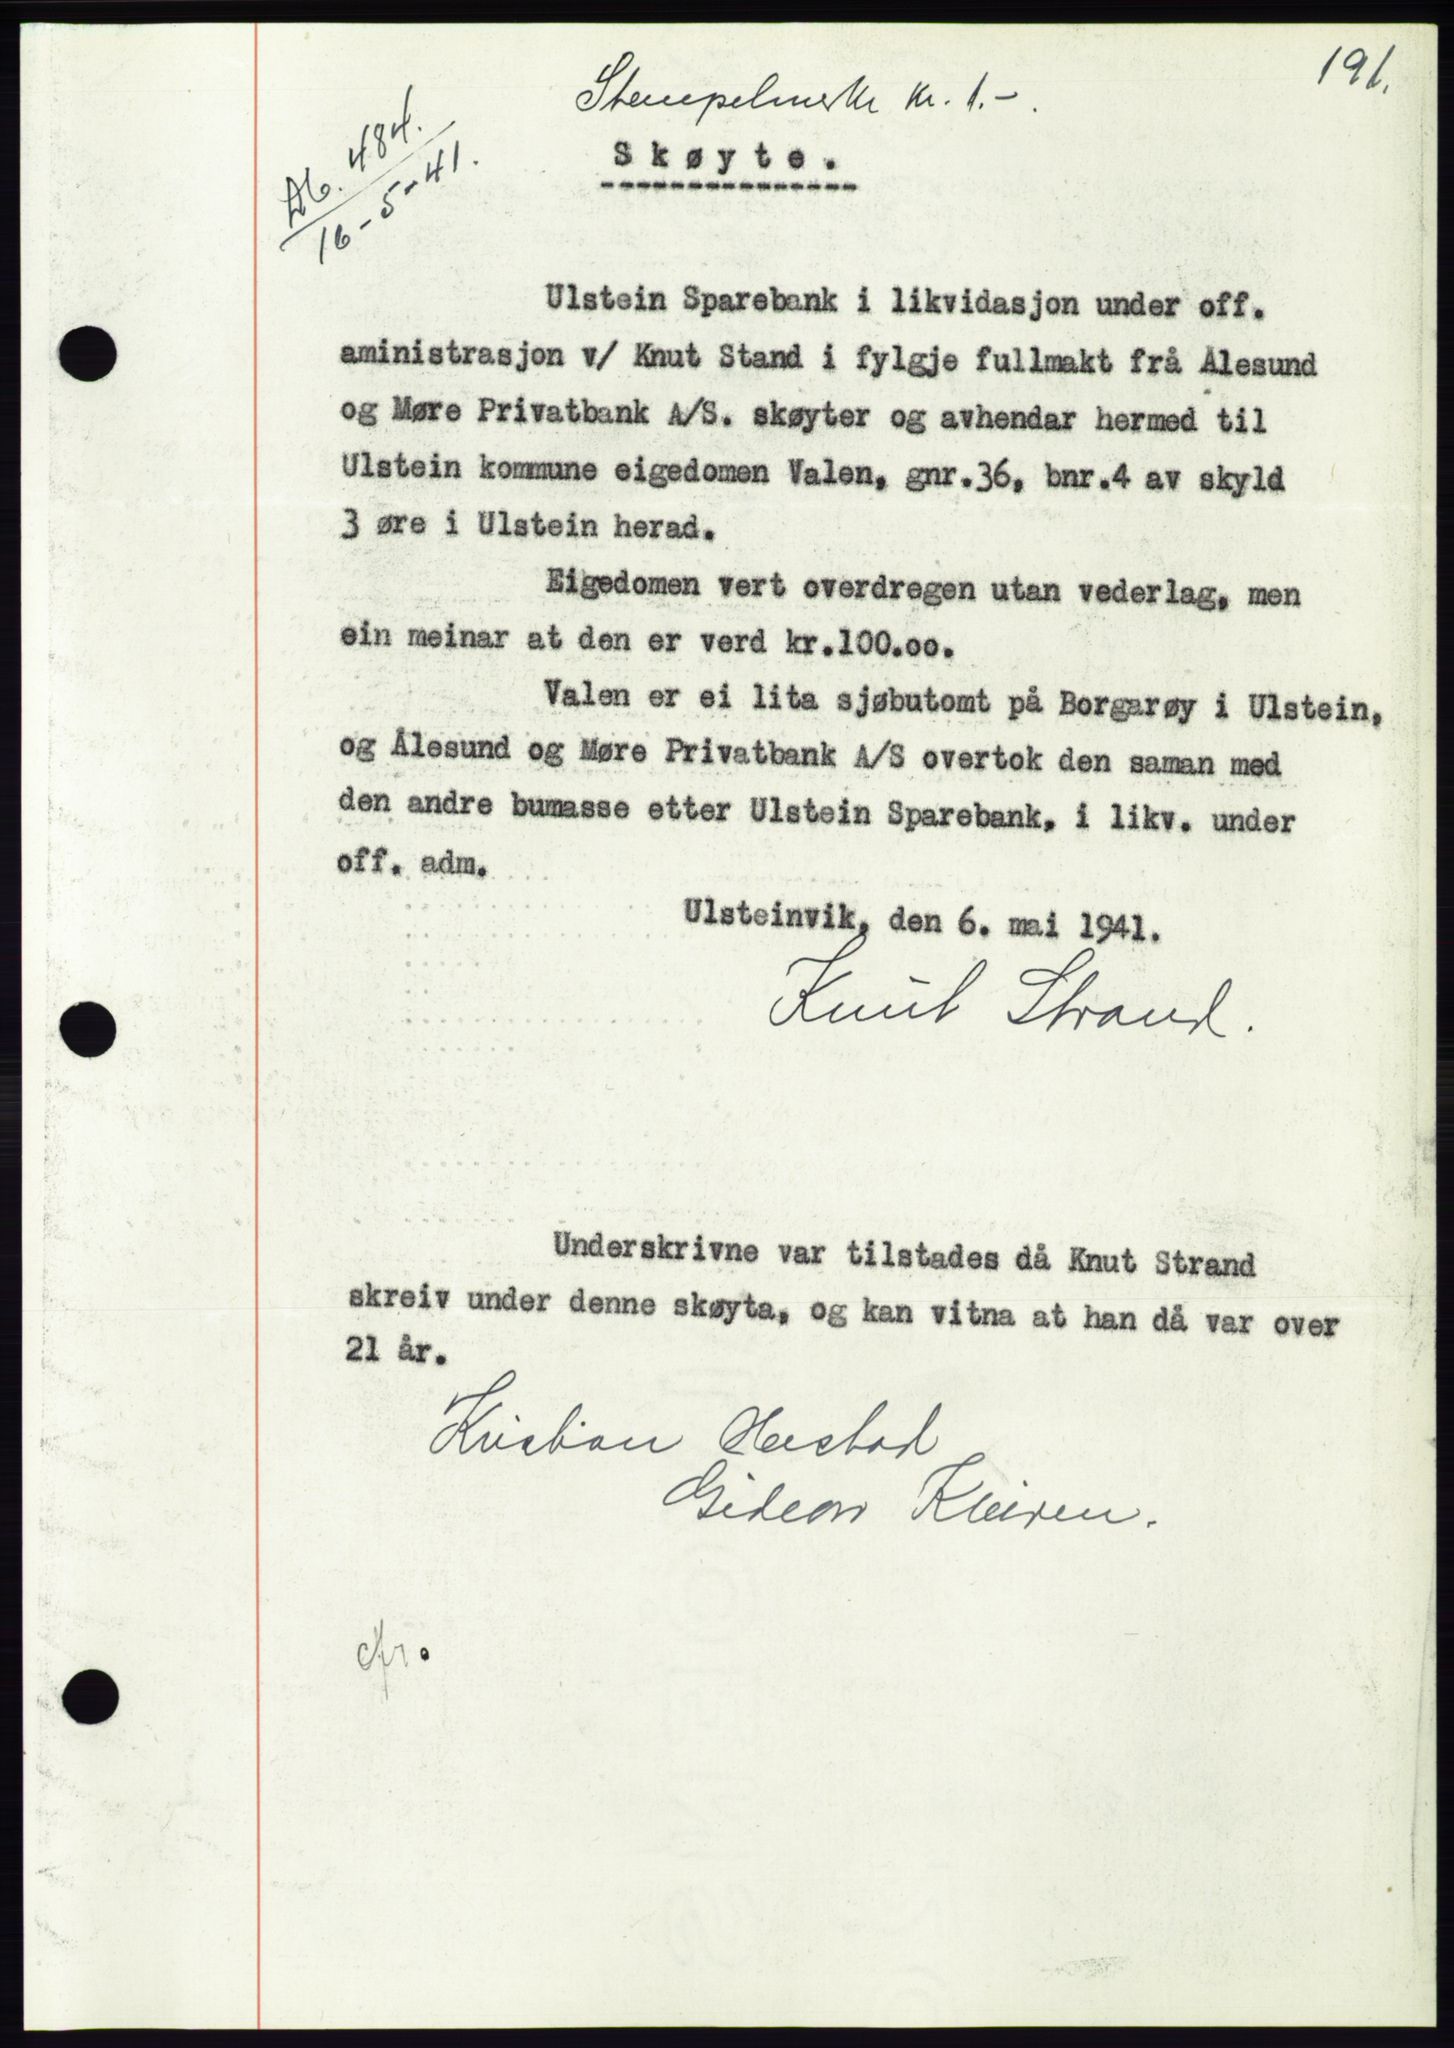 191.
Stempelmerke kr. 1.-.
Skøyte.
Db. 484.
16-5-41.
Ulstein Sparebank i likvidasjon under off.
aministrasjon v/ Knut Stand i fylgje fullmakt frå Ålesund
og Møre Privatbank A/S. skøyter og avhendar hermed til
Ulstein kommune eigedomen Valen, gnr.36, bnr.4 av skyld
3 øre i Ulstein herad.
Eigedomen vert overdregen utan vederlag, men
ein meinar at den er verd kr.100.oo.
Valen er ei lita sjøbutomt på Borgarøy i Ulstein,
og Ålesund og Møre Privatbank A/S overtok den saman med
den andre bumasse etter Ulstein Sparebank, i likv. under
off. adm.
Ulsteinvik, den 6. mai 1941.
Knut Strand.
Underskrivne var tilstades då Knut Strand
skreiv under denne skøyta, og kan vitna at han då var over
21 år.
Kristian Hestad
Gideon Kleiven.